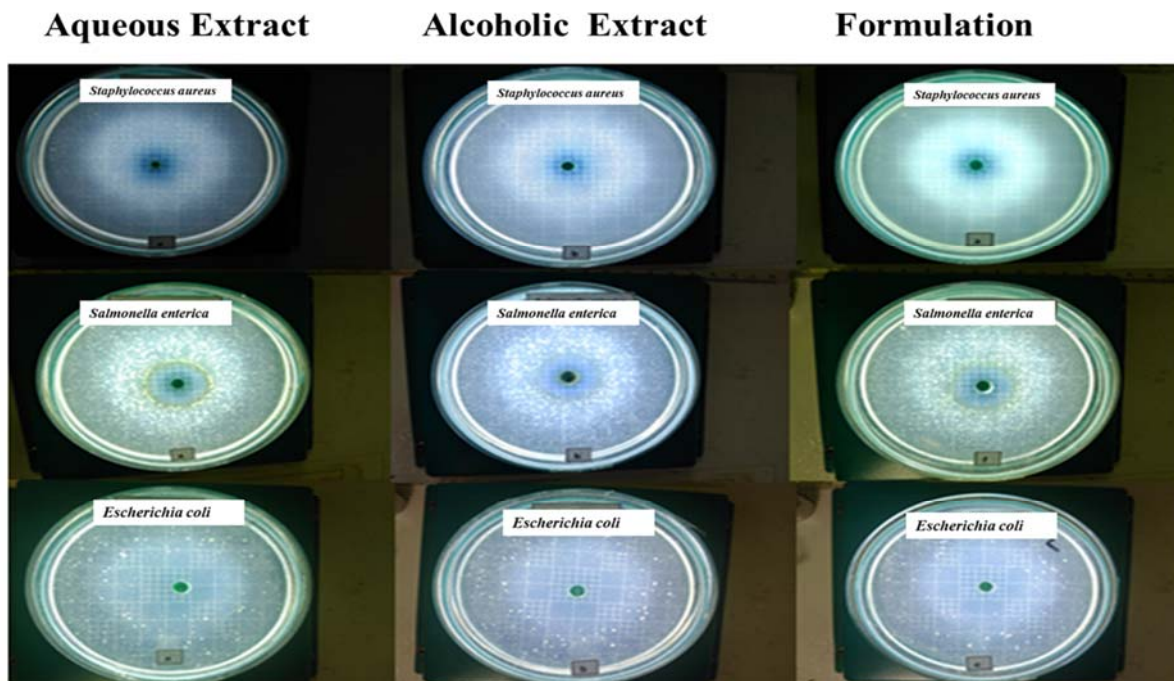 Aqueous Extract Alcoholic Extract Formulation
Staphylococcus aureus Staphylococcus aureus Staphylococcus aureus
Salmonella enterica Salmonella enterica Salmonella enterica
Escherichia coli Escherichia coli Escherichia coli